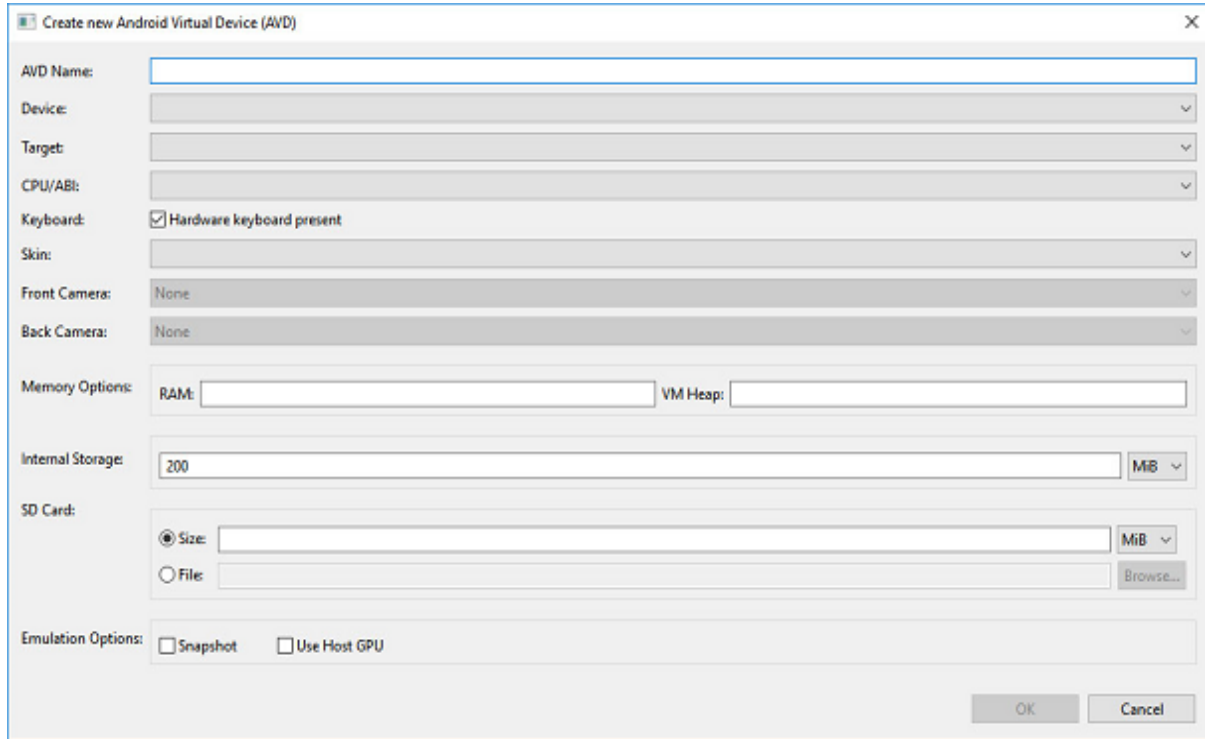 Create new Android Virtual Device (AVD)
AVD Name:
Device:
Target:
CPU/ABI:
Keyboard: Hardware keyboard present
Skin:
Front Camera: None
Back Camera: None
Memory Options: RAM: VM Heap:
Internal Storage: 200 MiB
SD Card:
Size: MiB
File: Browse...
Emulation Options: Snapshot Use Host GPU
OK Cancel